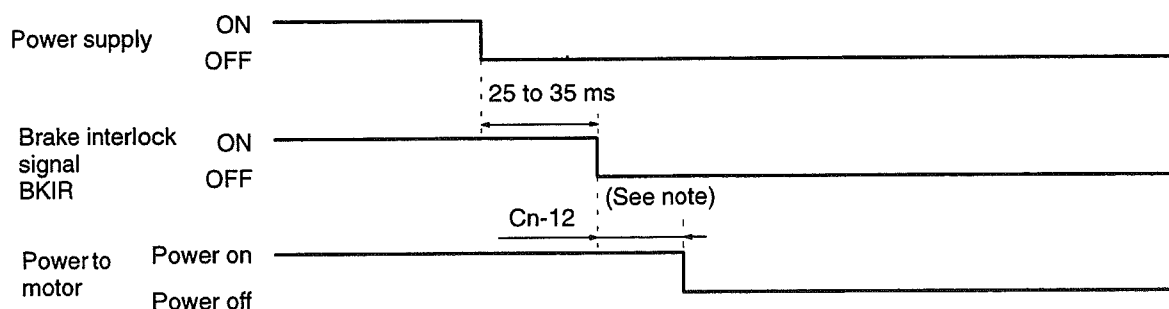 Power supply ON
OFF
25 to 35 ms
Brake interlock
signal
BKIR
ON
OFF
(See note)
Cn-12
Power to
motor
Power on
Power off